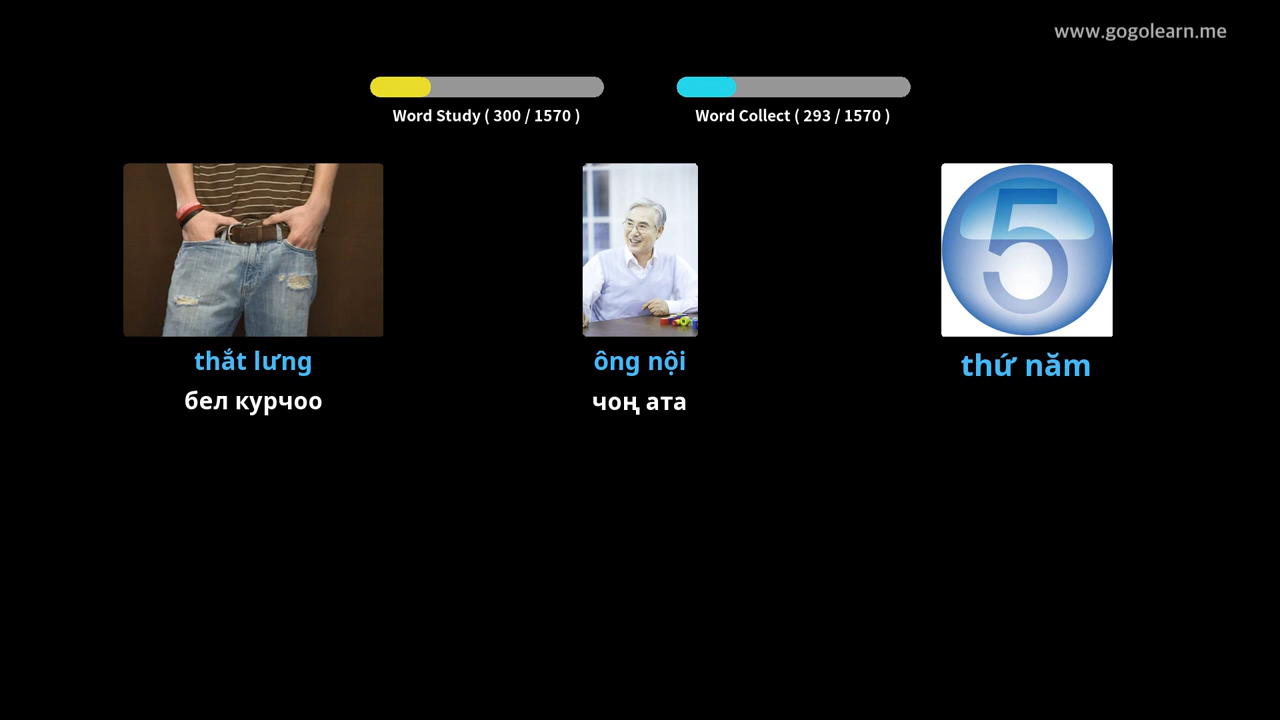 www.gogolearn.me
Word Study ( 300 / 1570 )
Word Collect ( 293 / 1570 )
thắt lưng
бел курчоо
ông nội
чоң ата
5
thứ năm